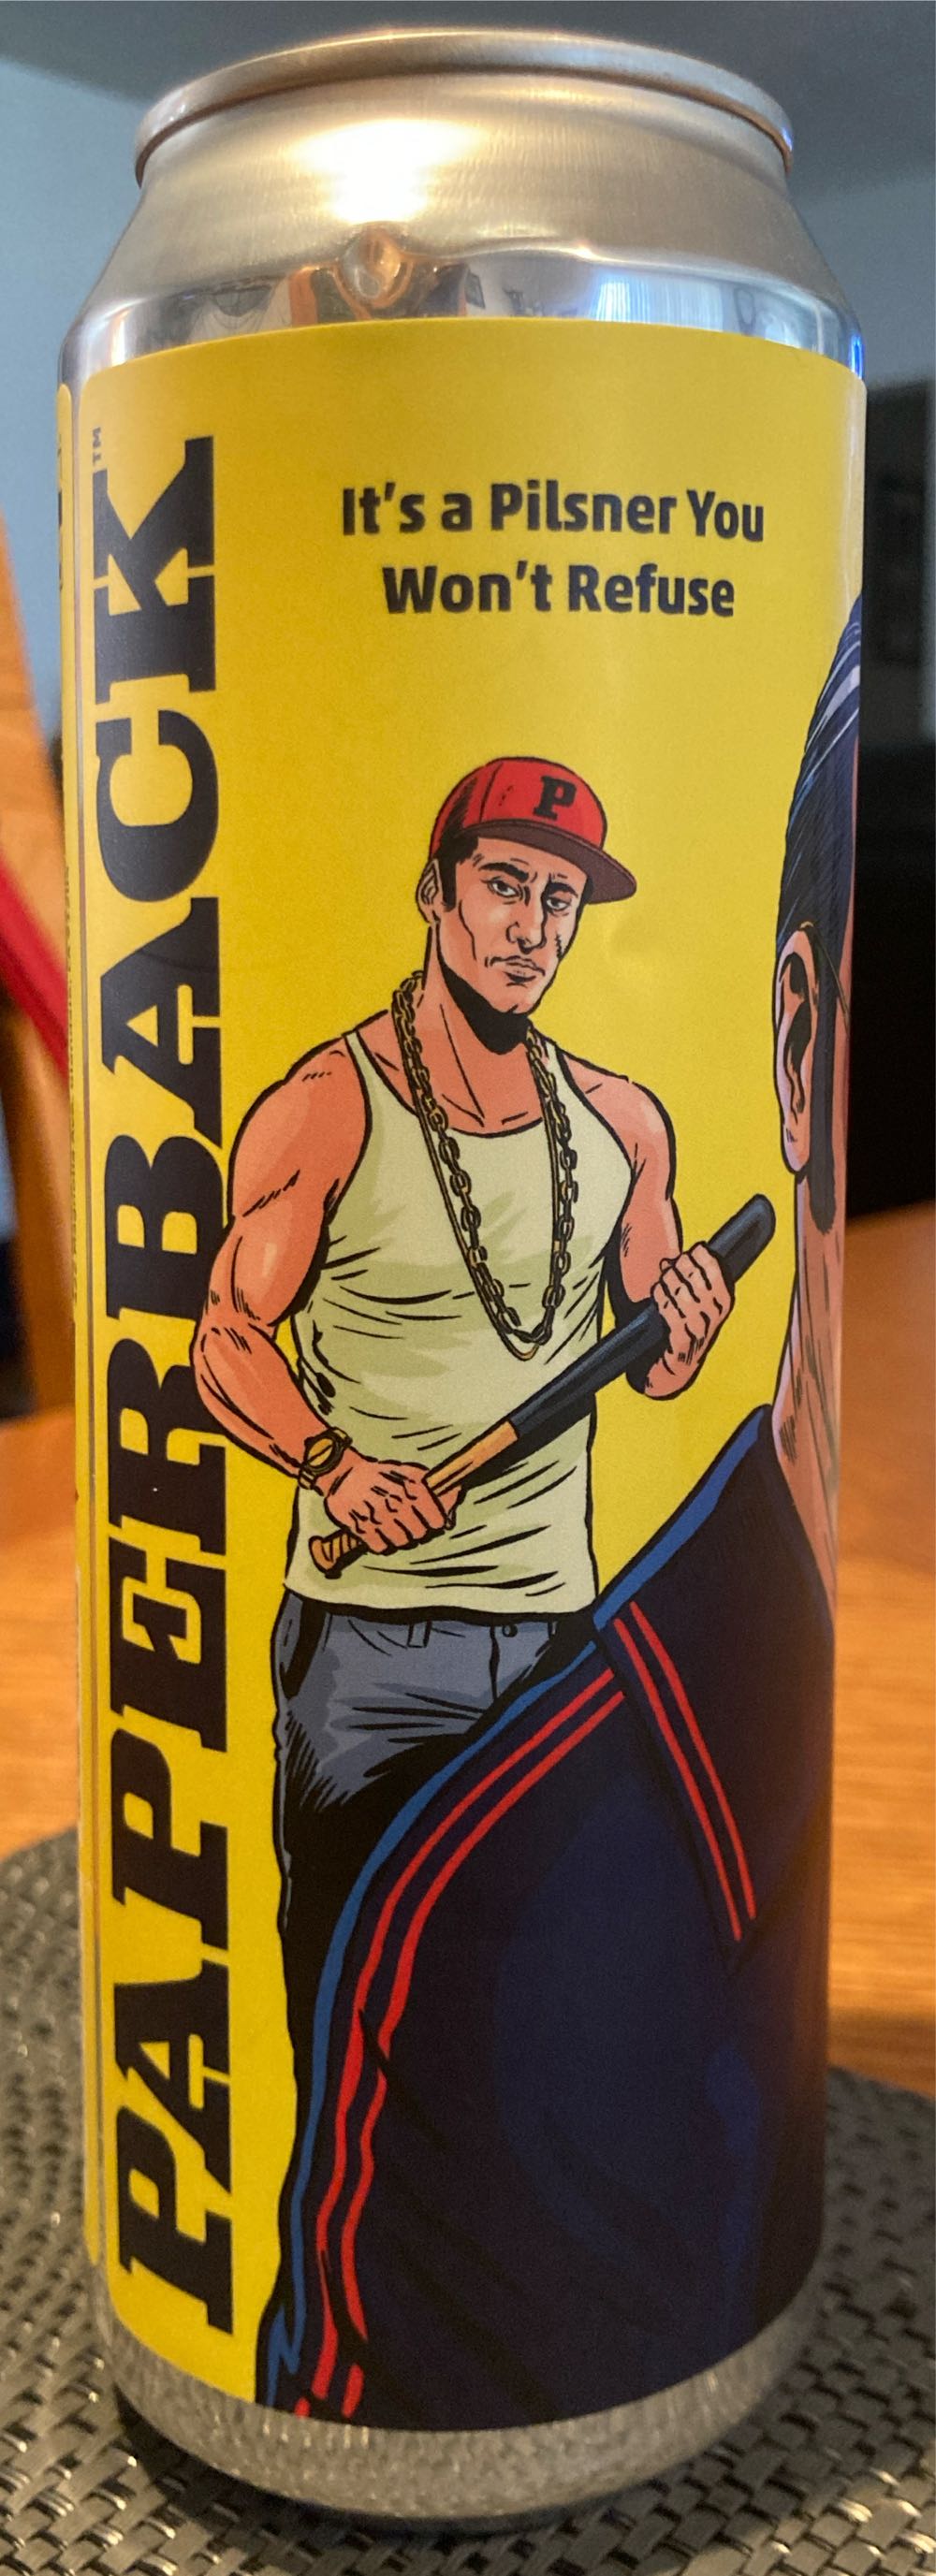 PAPERBACK™
It's a Pilsner You
Won't Refuse
P